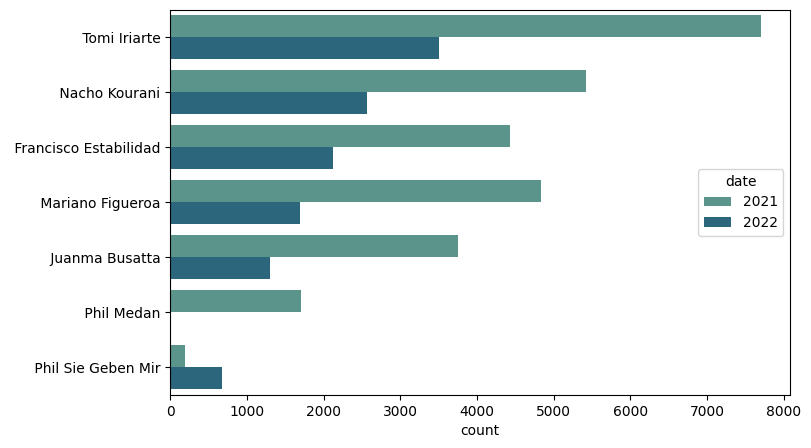 Tomi Iriarte
Nacho Kourani
Francisco Estabilidad
Mariano Figueroa
Juanma Busatta
Phil Medan
Phil Sie Geben Mir
date
2021
2022
0 1000 2000 3000 4000 5000 6000 7000 8000
count